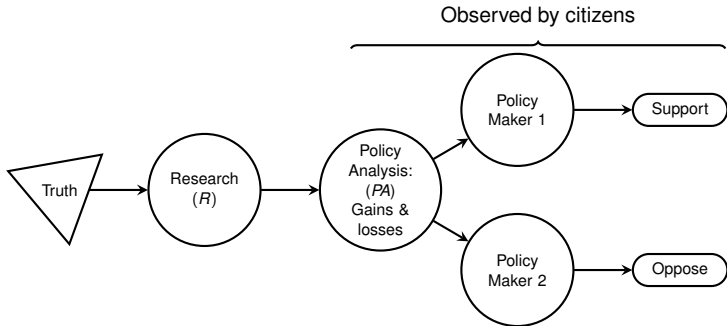 Observed by citizens
Truth
Research
(R)
Policy
Analysis:
(PA)
Gains &
losses
Policy
Maker 1
Support
Policy
Maker 2
Oppose